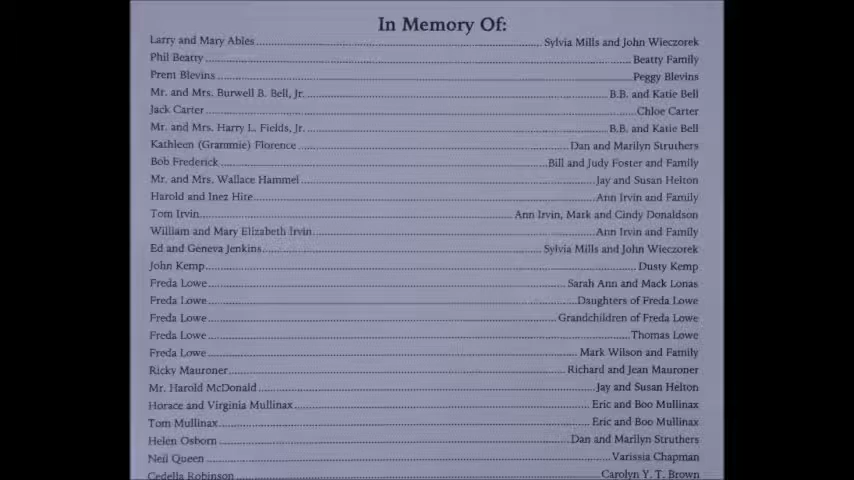 In Memory Of:
Larry and Mary Ables Sylvia Mills and John Wieczorek
Phil Beatty Beatty Family
Prent Blevins Peggy Blevins
Mr. and Mrs. Burwell B. Bell, Jr. B.B. and Katie Bell
Jack Carter Chloe Carter
Mr. and Mrs. Harry L. Fields, Jr. B.B. and Katie Bell
Kathleen (Grammie) Florence Dan and Marilyn Struthers
Bob Frederick Bill and Judy Foster and Family
Mr. and Mrs. Wallace Hammel Jay and Susan Helton
Harold and Inez Hire Ann Irvin and Family
Tom Irvin Ann Irvin, Mark and Cindy Donaldson
William and Mary Elizabeth Irvin Ann Irvin and Family
Ed and Geneva Jenkins Sylvia Mills and John Wieczorek
John Kemp Dusty Kemp
Freda Lowe Sarah Ann and Mack Lonas
Freda Lowe Daughters of Freda Lowe
Freda Lowe Grandchildren of Freda Lowe
Freda Lowe Thomas Lowe
Freda Lowe Mark Wilson and Family
Ricky Mauroner Richard and Jean Mauroner
Mr. Harold McDonald Jay and Susan Helton
Horace and Virginia Mullinax Eric and Boo Mullinax
Tom Mullinax Eric and Boo Mullinax
Helen Osborn Dan and Marilyn Struthers
Neil Queen Varissia Chapman
Cedella Robinson Carolyn Y. T. Brown